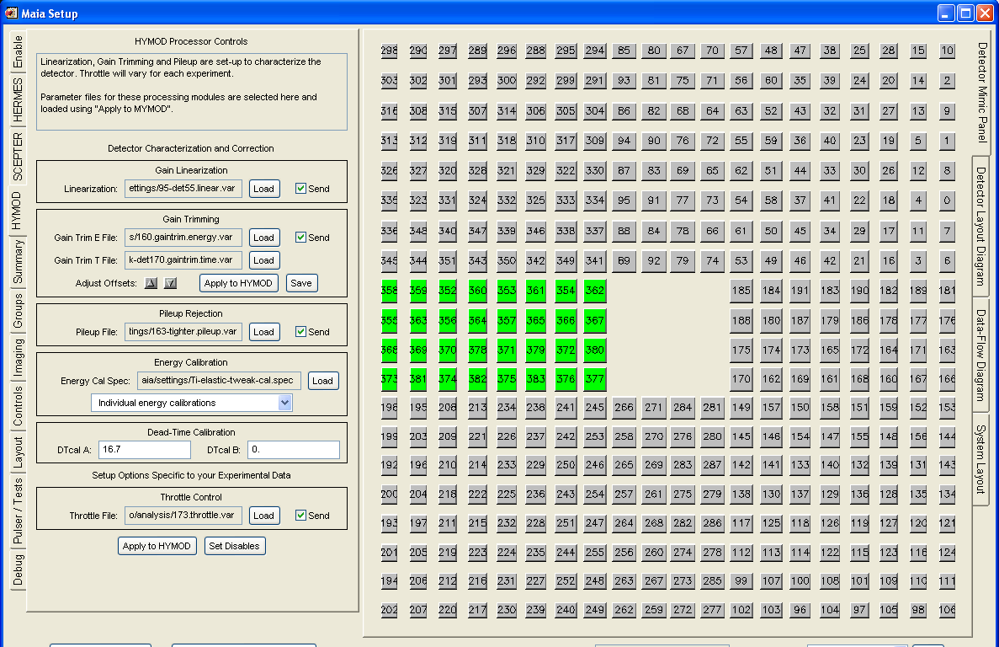 Maia Setup
Enable
HERMES
SCEPTER
HYMOD
Summary
Groups
Imaging
Controls
Layout
Pulser / Tests
Debug
HYMOD Processor Controls
Linearization, Gain Trimming and Pileup are set-up to characterize the
detector. Throttle will vary for each experiment.
Parameter files for these processing modules are selected here and
loaded using "Apply to MYMOD".
Detector Characterization and Correction
Gain Linearization
Linearization: ettings/95-det55.linear.var Load Send
Gain Trimming
Gain Trim E File: s/160.gaintrim.energy.var Load Send
Gain Trim T File: k-det170.gaintrim.time.var Load
Adjust Offsets: Apply to HYMOD Save
Pileup Rejection
Pileup File: tings/163-tighter.pileup.var Load Send
Energy Calibration
Energy Cal Spec: aia/settings/Ti-elastic-tweak-cal.spec Load
Individual energy calibrations
Dead-Time Calibration
DTcal A: 16.7 DTcal B: 0.
Setup Options Specific to your Experimental Data
Throttle Control
Throttle File: o/analysis/173.throttle.var Load Send
Apply to HYMOD Set Disables
298 290 297 289 296 288 295 294 85 80 67 70 57 48 47 38 25 28 15 10
303 302 301 293 300 292 299 291 93 81 75 71 56 60 35 39 24 20 14 2
316 308 315 307 314 306 305 304 86 82 68 64 63 52 43 32 31 27 13 9
313 312 319 311 318 310 317 309 94 90 76 72 55 59 36 40 23 19 5 1
326 327 320 328 321 329 322 330 87 83 69 65 62 51 44 33 30 26 12 8
335 323 331 324 332 325 333 334 95 91 77 73 54 58 37 41 22 18 4 0
336 348 340 347 339 346 338 337 88 84 78 66 61 50 45 34 29 17 11 7
345 344 351 343 350 342 349 341 89 92 79 74 53 49 46 42 21 16 3 6
358 359 352 360 353 361 354 362 185 184 191 183 190 182 189 181
355 363 356 364 357 365 366 367 188 180 187 179 186 178 177 176
368 369 370 378 371 379 372 380 175 174 173 165 172 164 171 163
373 381 374 382 375 383 376 377 170 162 169 161 168 160 167 166
198 195 208 213 234 238 241 245 266 271 284 281 149 157 150 158 151 159 152 153
199 203 209 221 226 237 242 253 258 270 276 280 145 146 154 147 155 148 156 144
192 196 210 214 233 229 250 246 265 269 283 287 142 141 133 140 132 139 131 143
200 204 218 222 225 236 243 254 257 261 275 279 138 130 137 129 136 128 135 134
193 197 211 215 232 228 251 247 264 268 282 286 117 125 118 126 119 127 120 121
201 205 219 223 224 235 244 255 256 260 274 278 112 113 114 122 115 123 116 124
194 206 212 216 231 227 252 248 263 267 273 285 99 107 100 108 101 109 110 111
202 207 220 217 230 239 240 249 262 259 272 277 102 103 96 104 97 105 98 106
Detector Mimic Panel
Detector Layout Diagram
Data-Flow Diagram
System Layout